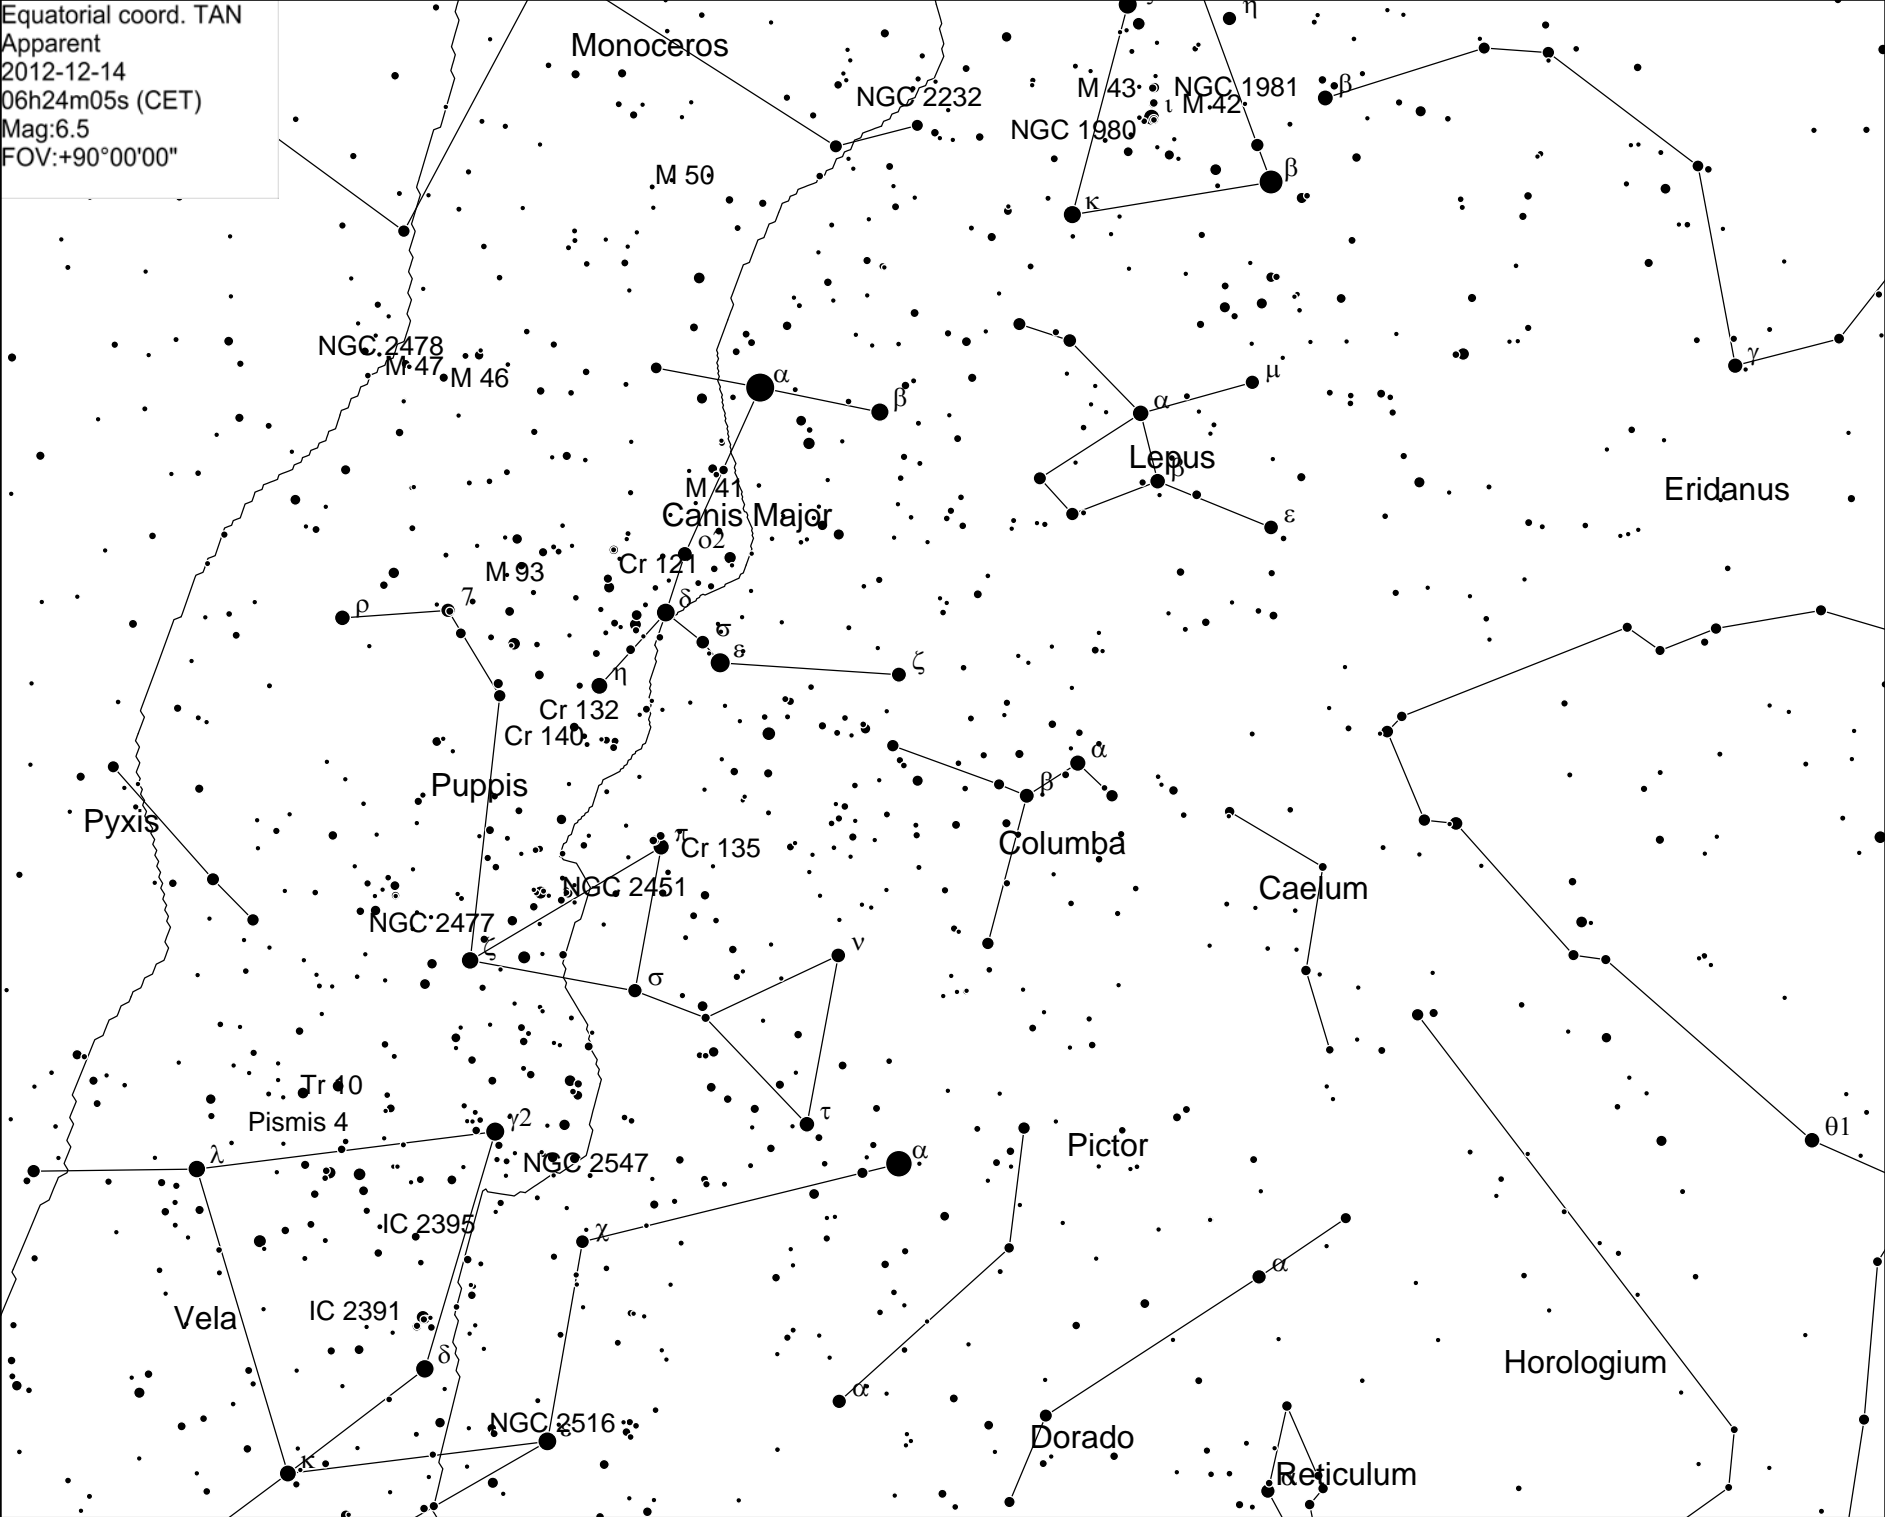 Equatorial coord. TAN
Apparent
2012-12-14
06h24m05s (CET)
Mag:6.5
FOV:+90°00'00"
η
Monoceros
M 43
NGC 1981
β
NGC 2232
ι M 42
NGC 1980
M 50
β
κ
NGC 2478
M 47
M 46
γ
α
μ
β
α
Lepus
β
M 41
Eridanus
Canis Major
ε
ο2
Cr 121
M 93
ρ
7
δ
σ
ε
ζ
η
Cr 132
Cr 140
α
Puppis
β
Pyxis
π
Cr 135
Columba
NGC 2451
Caelum
NGC 2477
ζ
ν
σ
Tr 10
Pismis 4
γ2
τ
θ1
λ
NGC 2547
α
Pictor
IC 2395
χ
α
Vela
IC 2391
δ
Horologium
α
NGC 2516
ε
Dorado
κ
α
Reticulum